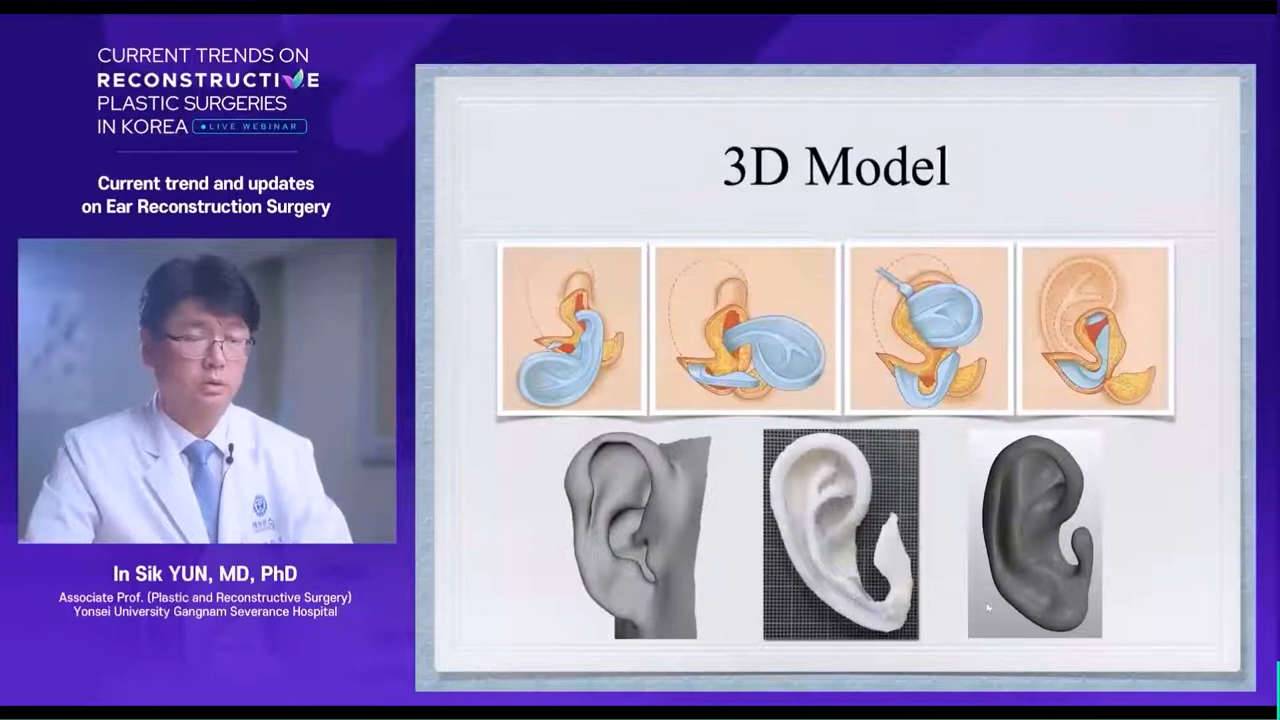 CURRENT TRENDS ON
RECONSTRUCTIVE
PLASTIC SURGERIES
IN KOREA LIVE WEBINAR
Current trend and updates
on Ear Reconstruction Surgery
In Sik YUN, MD, PhD
Associate Prof. (Plastic and Reconstructive Surgery)
Yonsei University Gangnam Severance Hospital
3D Model